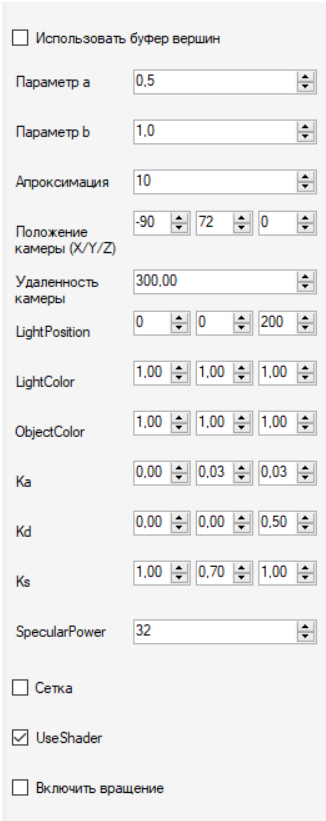 Использовать буфер вершин
Параметр a 0,5
Параметр b 1,0
Апроксимация 10
Положение
камеры (X/Y/Z) -90 72 0
Удаленность
камеры 300,00
LightPosition 0 0 200
LightColor 1,00 1,00 1,00
ObjectColor 1,00 1,00 1,00
Ka 0,00 0,03 0,03
Kd 0,00 0,00 0,50
Ks 1,00 0,70 1,00
SpecularPower 32
Сетка
UseShader
Включить вращение